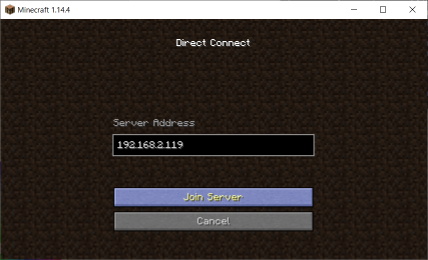 Minecraft 1.14.4
Direct Connect
Server Address
192.168.2.119
Join Server
Cancel